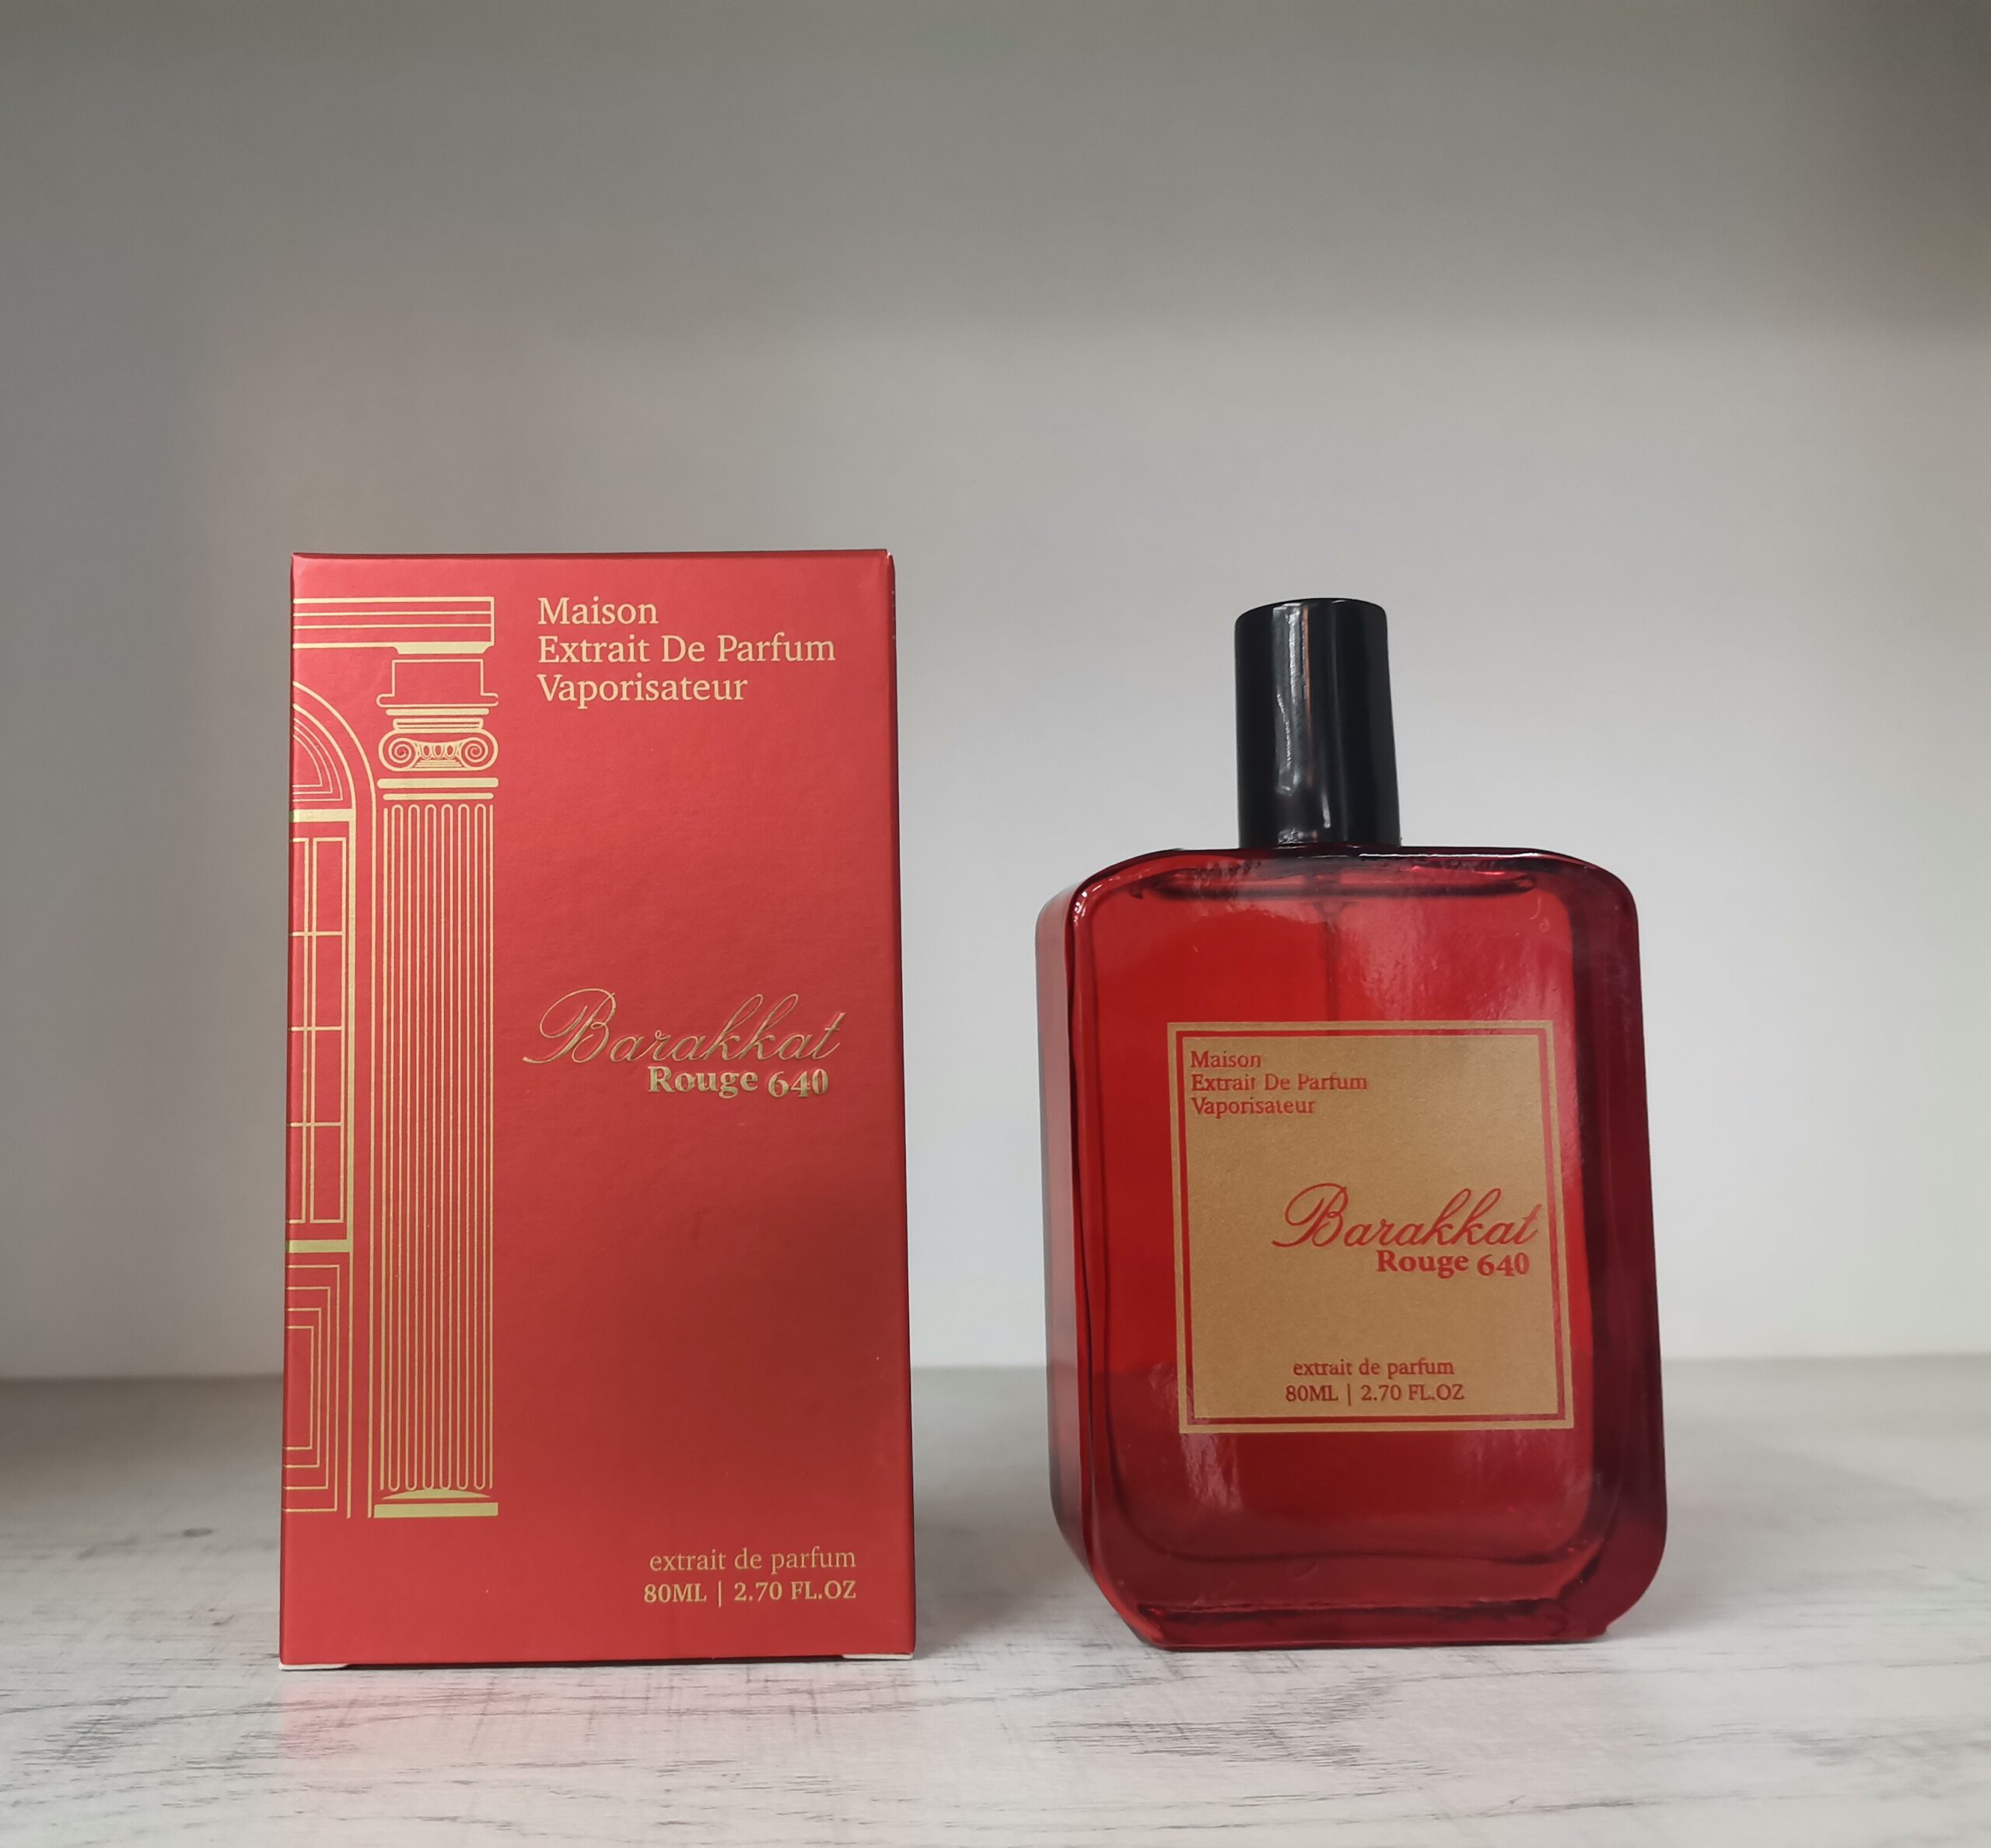 Maison
Extrait De Parfum
Vaporisateur
Barakkat
Rouge 640
extrait de parfum
80ML | 2.70 FL.OZ
Maison
Extrait De Parfum
Vaporisateur
Barakkat
Rouge 640
extrait de parfum
80ML | 2.70 FL.OZ